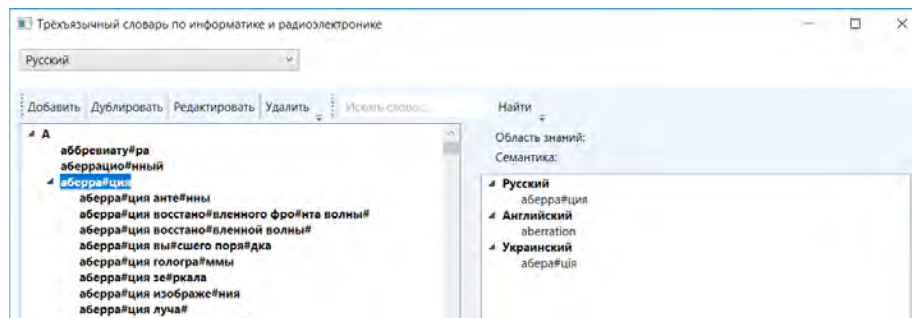 Трёхъязычный словарь по информатике и радиоэлектронике
Русский
Добавить Дублировать Редактировать Удалить Искать слово... Найти
Область знаний:
Семантика:
А
аббревиату#ра
аберрацио#нный
аберра#ция
аберра#ция анте#нны
аберра#ция восстано#вленного фро#нта волны#
аберра#ция восстано#вленной волны#
аберра#ция вы#сшего поря#дка
аберра#ция гологра#ммы
аберра#ция зе#ркала
аберра#ция изображе#ния
аберра#ция луча#
Русский
аберра#ция
Английский
aberration
Украинский
абера#ція